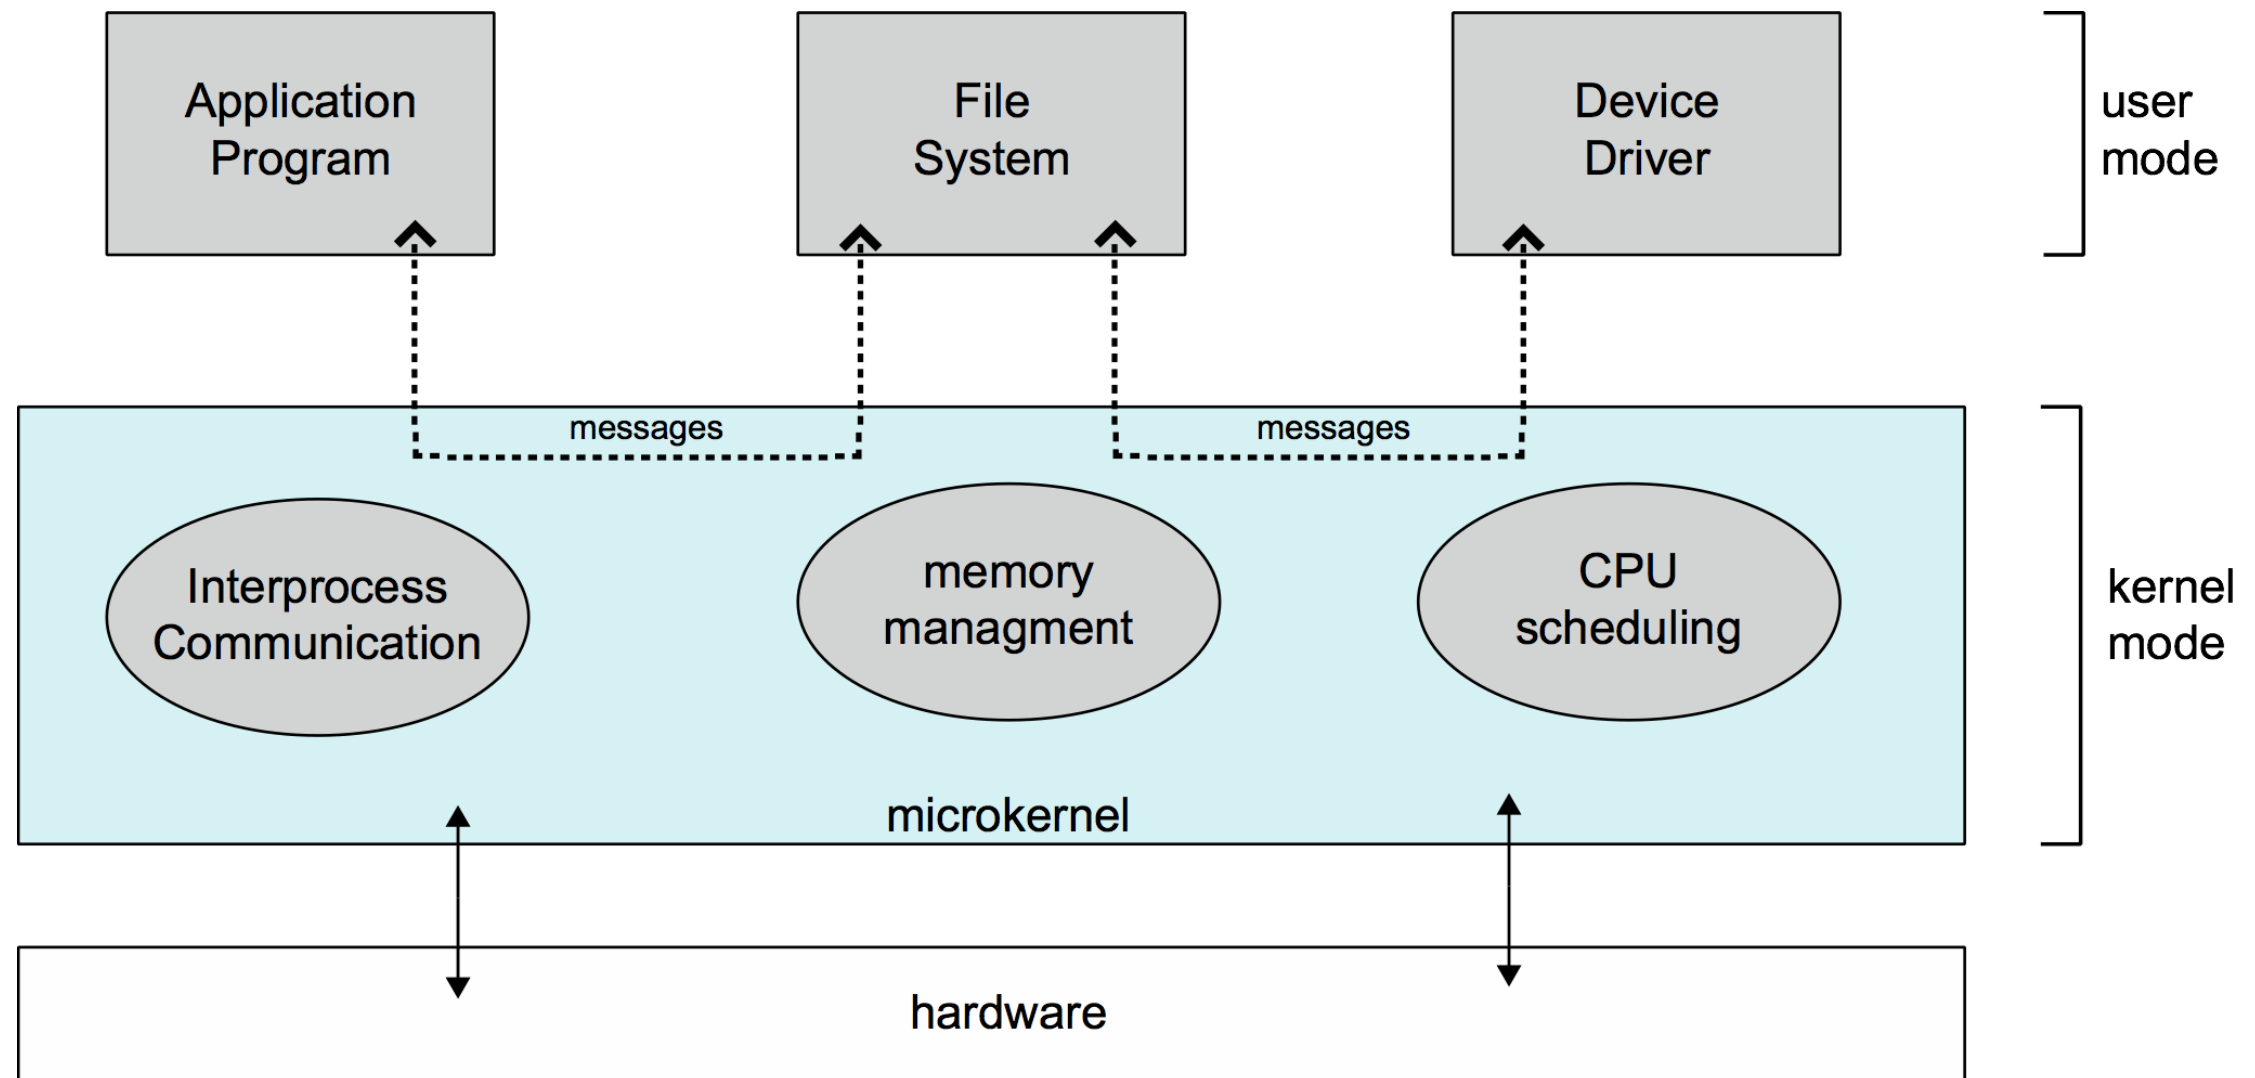 Application
Program
File
System
Device
Driver
user
mode
messages
messages
Interprocess
Communication
memory
managment
CPU
scheduling
kernel
mode
microkernel
hardware